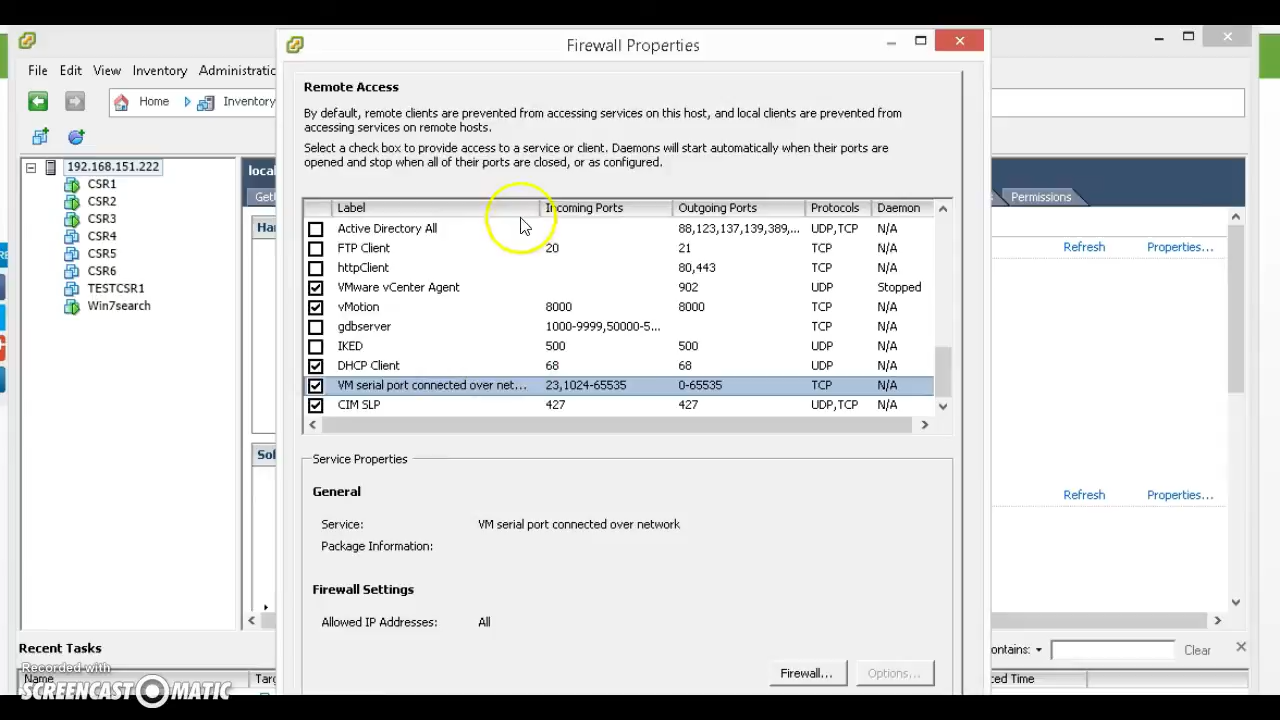 Firewall Properties
File Edit View Inventory Administratic
Home Inventory
192.168.151.222
CSR1
CSR2
CSR3
CSR4
CSR5
CSR6
TESTCSR1
Win7search
local
Get
Har
Sol
Remote Access
By default, remote clients are prevented from accessing services on this host, and local clients are prevented from
accessing services on remote hosts.
Select a check box to provide access to a service or client. Daemons will start automatically when their ports are
opened and stop when all of their ports are closed, or as configured.
Label Incoming Ports Outgoing Ports Protocols Daemon
Active Directory All 88,123,137,139,389,... UDP,TCP N/A
FTP Client 20 21 TCP N/A
httpClient 80,443 TCP N/A
VMware vCenter Agent 902 UDP Stopped
vMotion 8000 8000 TCP N/A
gdbserver 1000-9999,50000-5... TCP N/A
IKED 500 500 UDP N/A
DHCP Client 68 68 UDP N/A
VM serial port connected over net... 23,1024-65535 0-65535 TCP N/A
CIM SLP 427 427 UDP,TCP N/A
Service Properties
General
Service: VM serial port connected over network
Package Information:
Firewall Settings
Allowed IP Addresses: All
Firewall... Options...
s Permissions
Refresh Properties...
Refresh Properties...
Recent Tasks
ontains: Clear
Name Targ ed Time
Recorded with
SCREENCAST MATIC